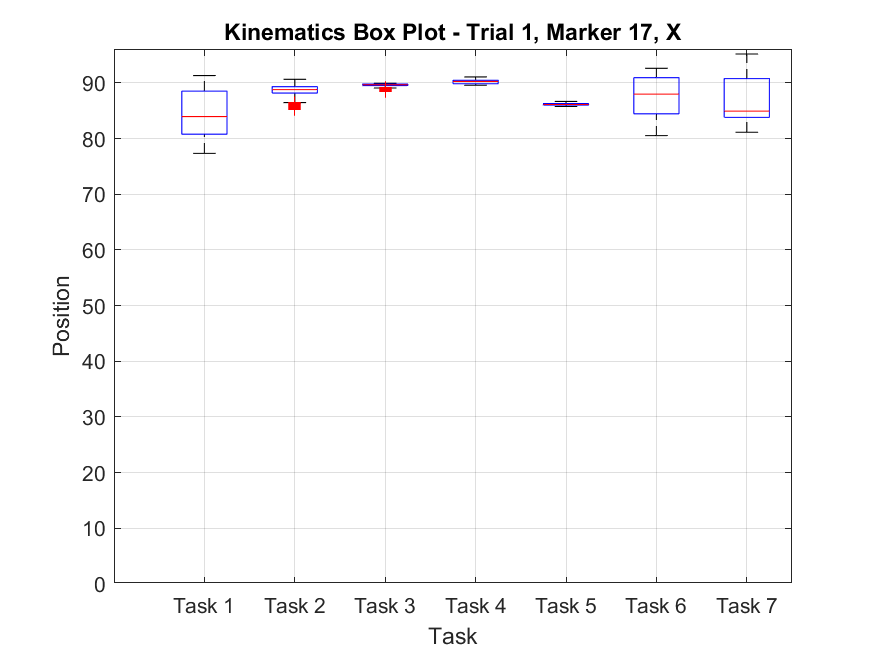 Kinematics Box Plot - Trial 1, Marker 17, X
Position
90
80
70
60
50
40
30
20
10
0
Task 1 Task 2 Task 3 Task 4 Task 5 Task 6 Task 7
Task